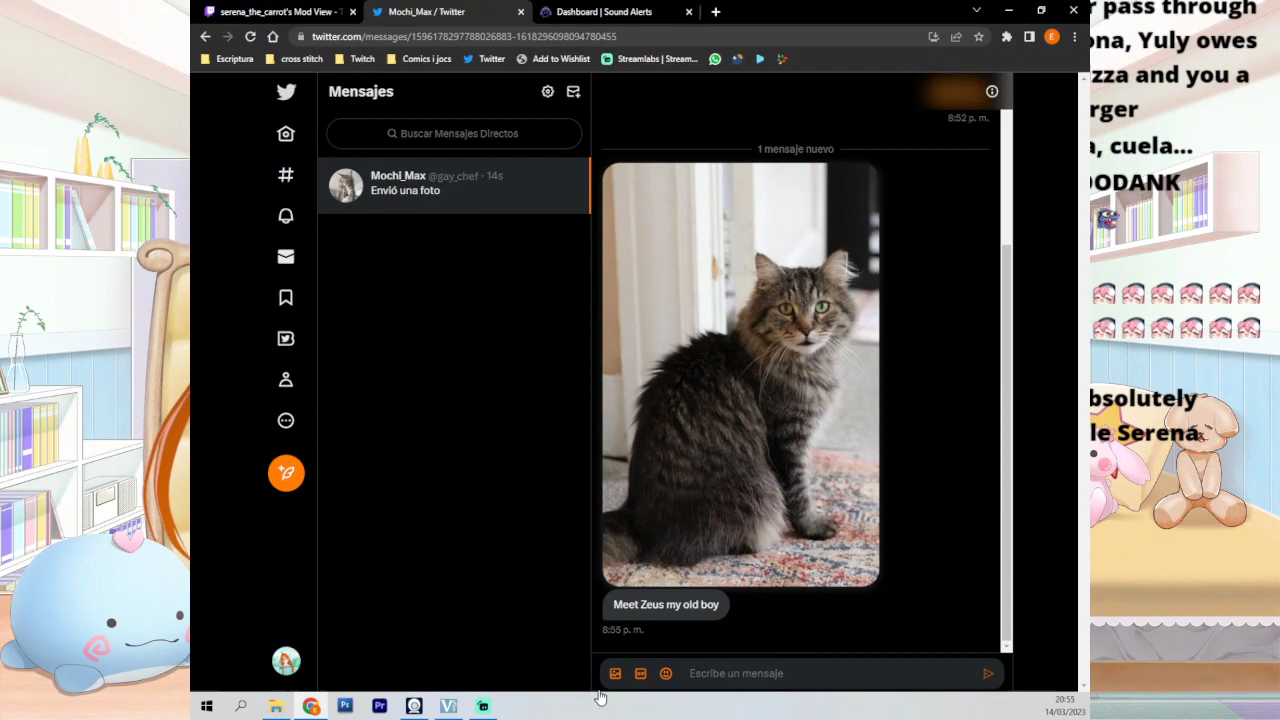 serena_the_carrot's Mod View -
Mochi_Max / Twitter
Dashboard | Sound Alerts
twitter.com/messages/1596178297788026883-1618296098094780455
Escriptura
cross stitch
Twitch
Comix i jocs
Twitter
Add to Wishlist
Streamlabs | Stream...
Mensajes
Buscar Mensajes Directos
Mochi_Max @gay_chef · 14s
Envió una foto
8:52 p. m.
1 mensaje nuevo
Meet Zeus my old boy
8:55 p. m.
Escribe un mensaje
pass through
ona, Yuly owes
zza and you a
rger
a, cuela...
OODANK
bsolutely
le Serena
20:55
14/03/2023